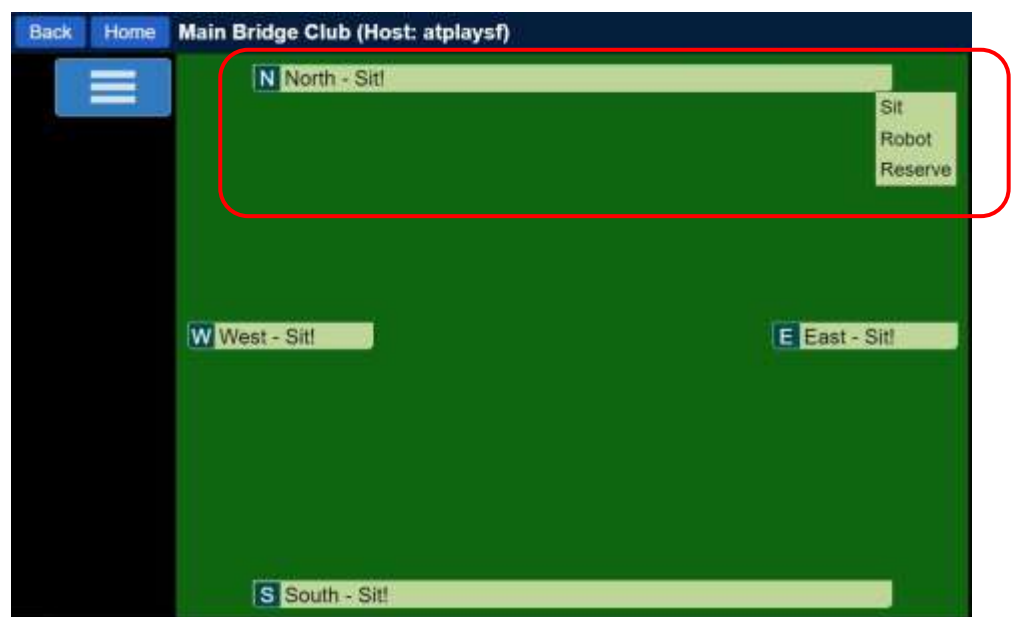 Back Home Main Bridge Club (Host: atplaysf)
N North - Sit!
Sit
Robot
Reserve
W West - Sit! E East - Sit!
S South - Sit!